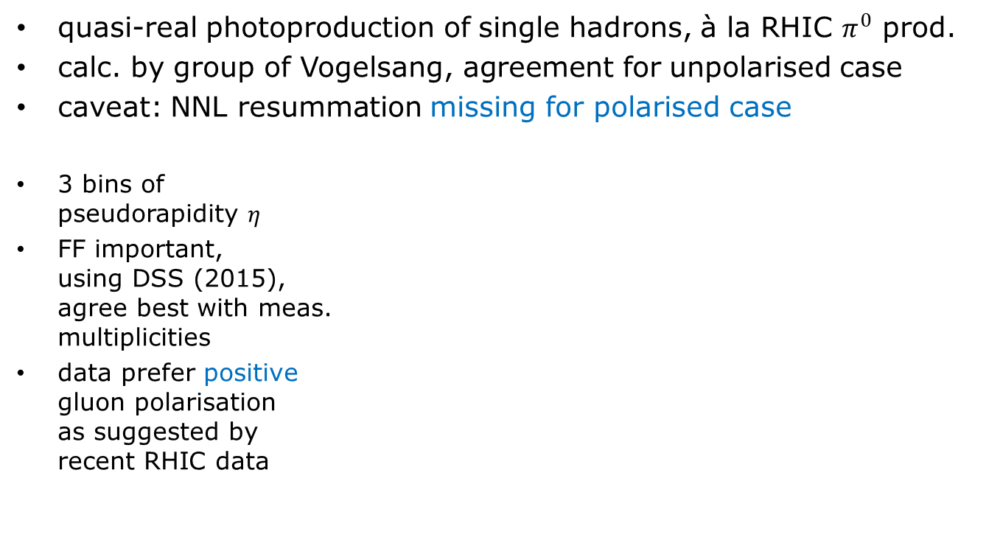 • quasi-real photoproduction of single hadrons, à la RHIC π⁰ prod.
• calc. by group of Vogelsang, agreement for unpolarised case
• caveat: NNL resummation missing for polarised case
• 3 bins of
pseudorapidity η
• FF important,
using DSS (2015),
agree best with meas.
multiplicities
• data prefer positive
gluon polarisation
as suggested by
recent RHIC data